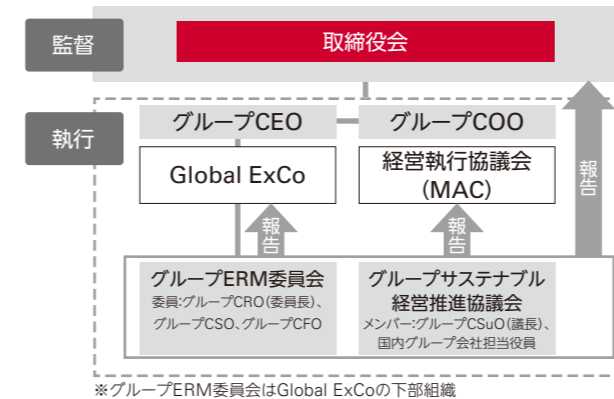 監督
取締役会
執行
グループCEO
グループCOO
Global ExCo
経営執行協議会
(MAC)
報告
報告
報告
グループERM委員会
委員:グループCRO(委員長)、
グループCSO、グループCFO
グループサステナブル
経営推進協議会
メンバー:グループCSuO(議長)、
国内グループ会社担当役員
※グループERM委員会はGlobal ExCoの下部組織